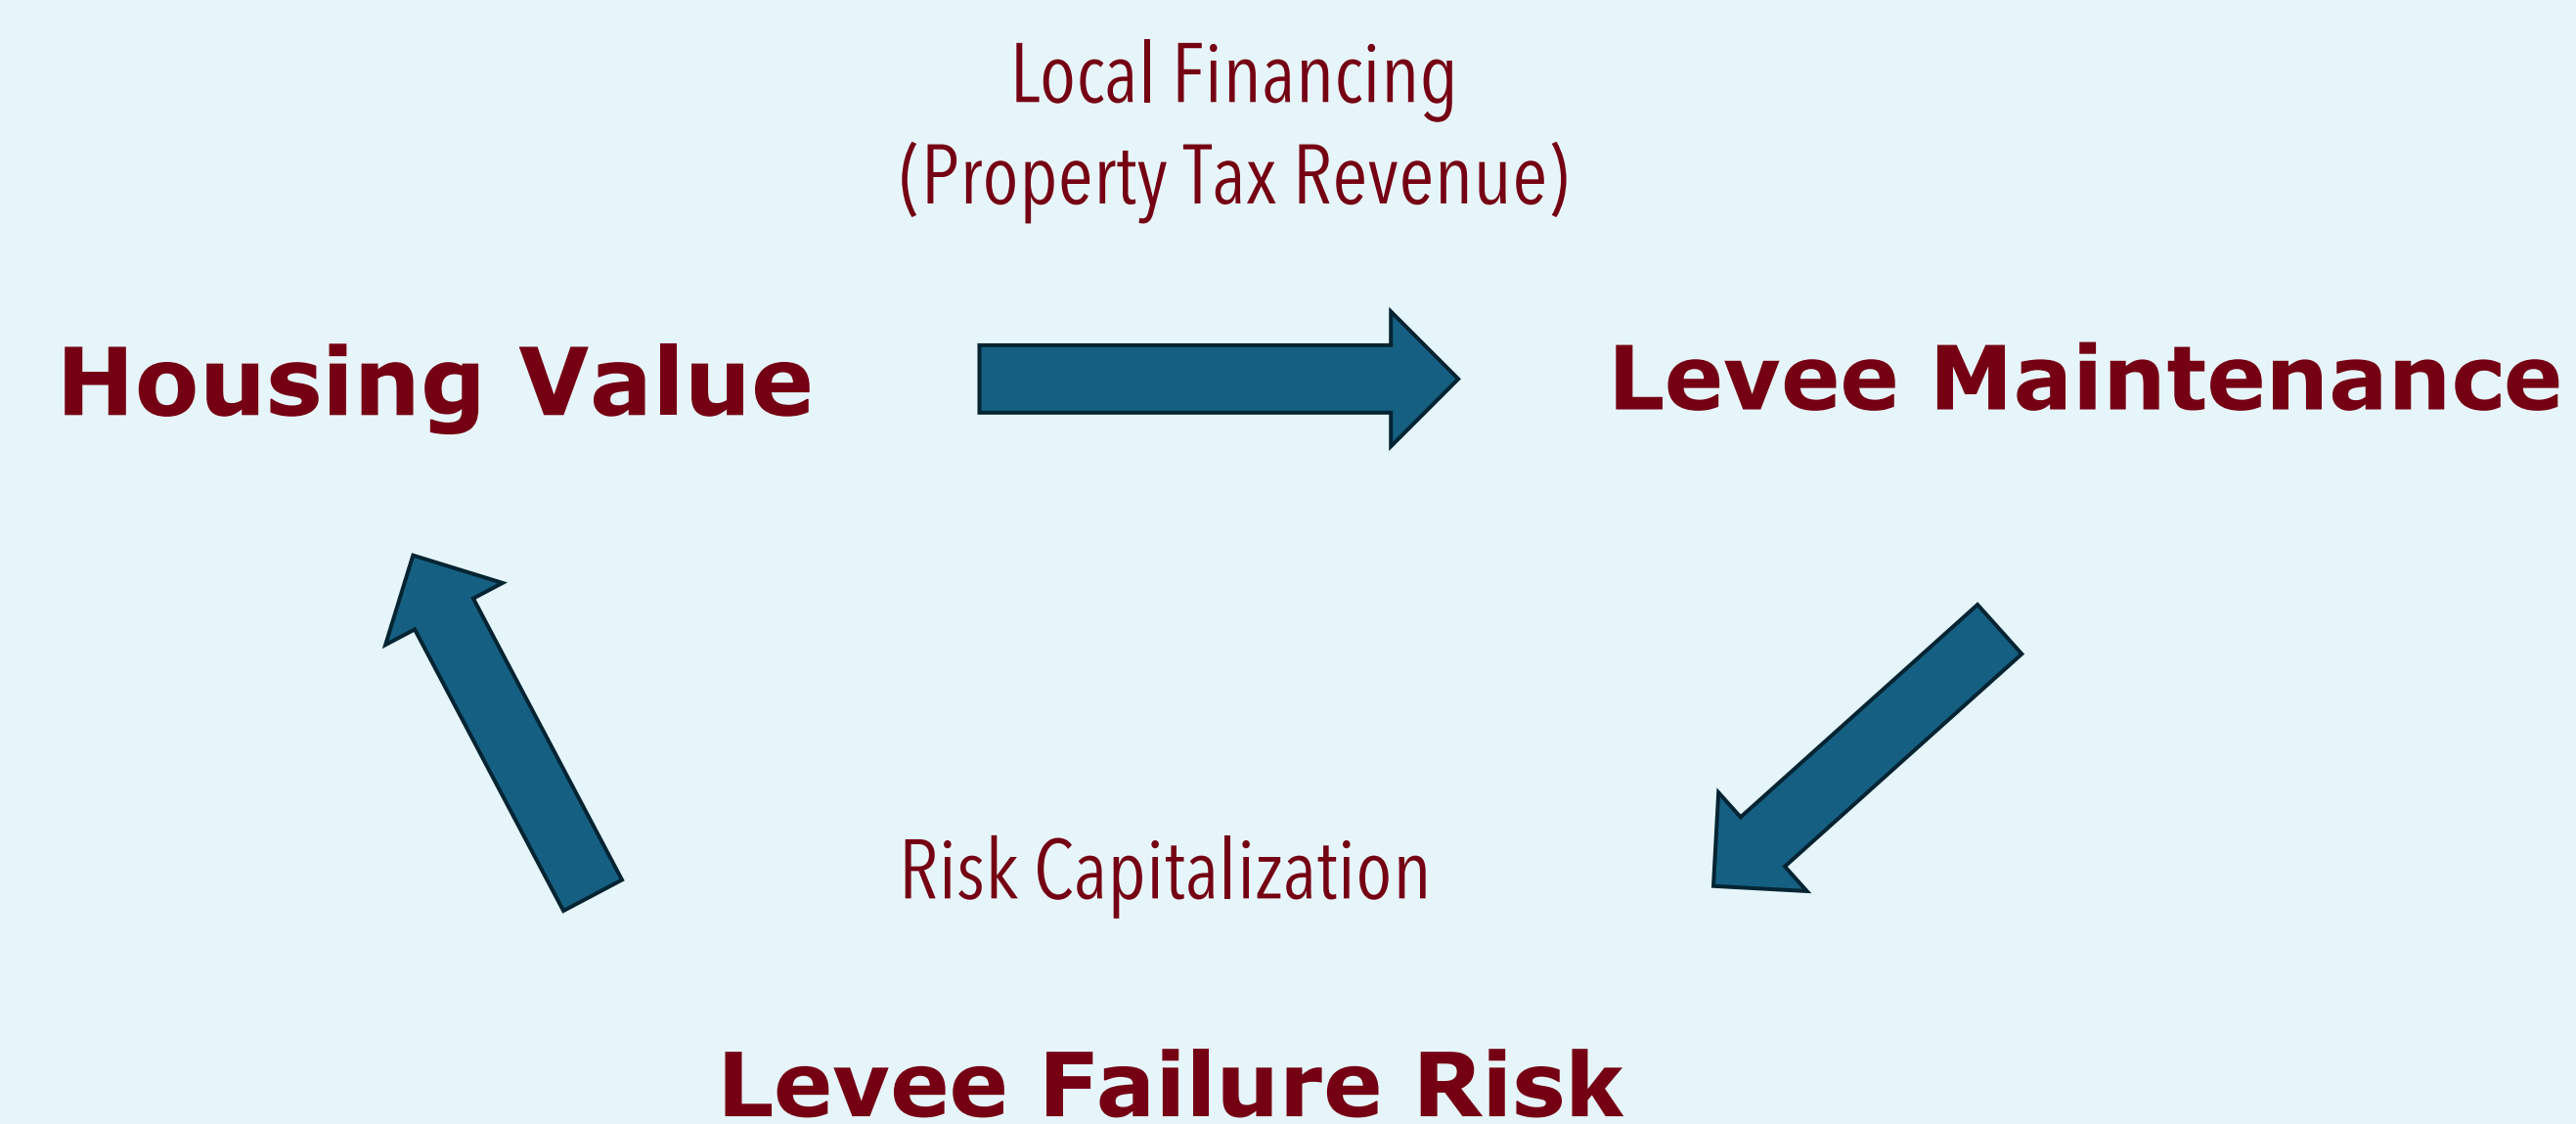 Local Financing
(Property Tax Revenue)
Housing Value
Levee Maintenance
Risk Capitalization
Levee Failure Risk